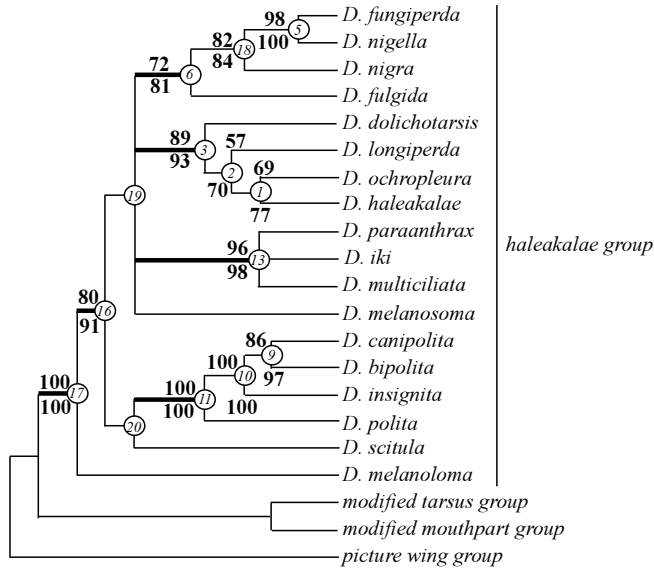 98 D. fungiperda
82 5
18 100 D. nigella
72 84 D. nigra
6
81 D. fulgida
D. dolichotarsis
89 57 D. longiperda
3
93 2 69 D. ochropleura
70 1
19 77 D. haleakalae
D. paraanthrax
96 haleakalae group
13 D. iki
98 D. multiciliata
80 D. melanosoma
16
91 86 D. canipolita
100 9 D. bipolita
10 97
100 100 D. insignita
100 17 11 100
100 100 D. polita
20 D. scitula
D. melanoloma
modified tarsus group
modified mouthpart group
picture wing group